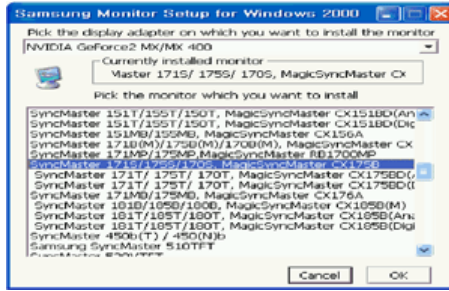 Samsung Monitor Setup for Windows 2000
Pick the display adapter on which you want to install the monitor
NVIDIA GeForce2 MX/MX 400
Currently installed monitor
Master 171S/ 175S/ 170S, MagicSyncMaster CX
Pick the monitor you want to install
SyncMaster 151T/155T/150T, MagicSyncMaster CX151BD(An
SyncMaster 151T/155T/150T, MagicSyncMaster CX151BD(Dig
SyncMaster 151MB/155MB, MagicSyncMaster CX156A
SyncMaster 171B(M)/175B(M)/170B(M), MagicSyncMaster CX
SyncMaster 171MP/175MP,MagicSyncMaster RB1700MP
SyncMaster 171S/175S/170S, MagicSyncMaster CX175B
SyncMaster 171T/ 175T/ 170T, MagicSyncMaster CX175BD(A
SyncMaster 171T/ 175T/ 170T, MagicSyncMaster CX175BD(D
SyncMaster 171MB/175MB, MagicSyncMaster CX176A
SyncMaster 181B/185B/180B, MagicSyncMaster CX185B(M)
SyncMaster 181T/185T/180T, MagicSyncMaster CX185B(Ana
SyncMaster 181T/185T/180T, MagicSyncMaster CX185B(Digi
SyncMaster 450b(T) / 450(N)b
Samsung SyncMaster 510TFT
Cancel OK